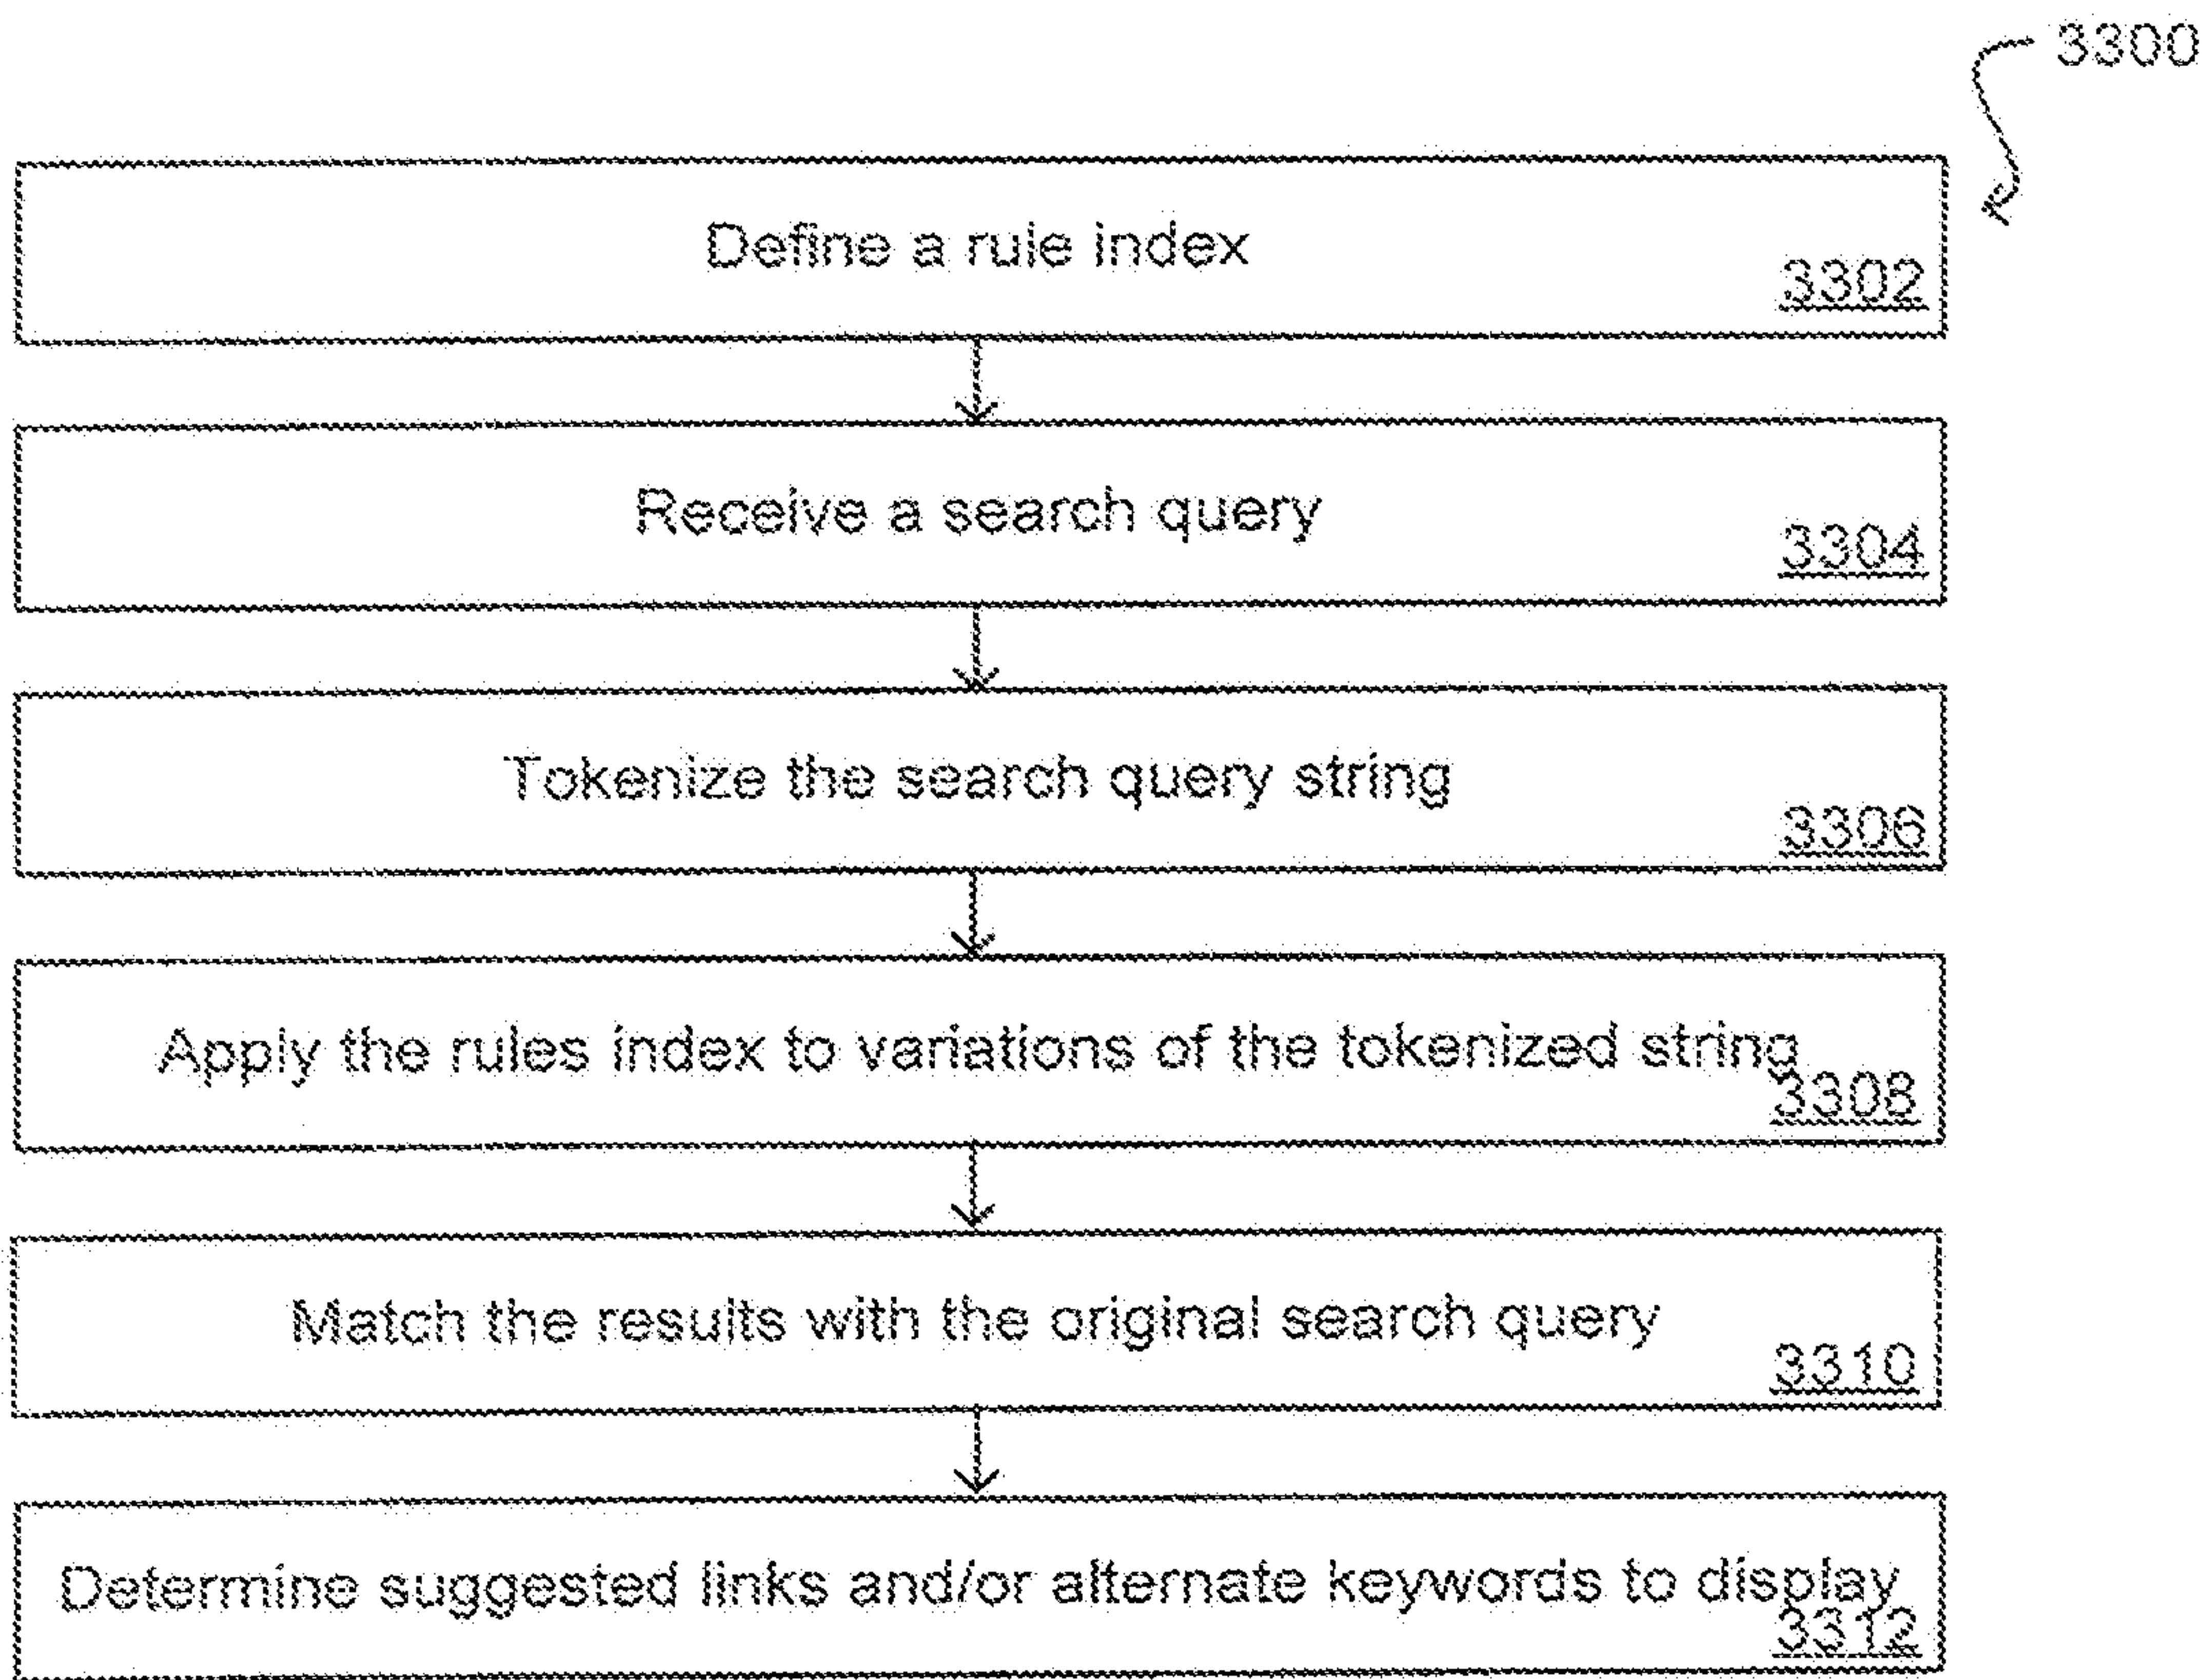 3300
Define a rule index
3302
Receive a search query
3304
Tokenize the search query string
3306
Apply the rules index to variations of the tokenized string
3308
Match the results with the original search query
3310
Determine suggested links and/or alternate keywords to display
3312